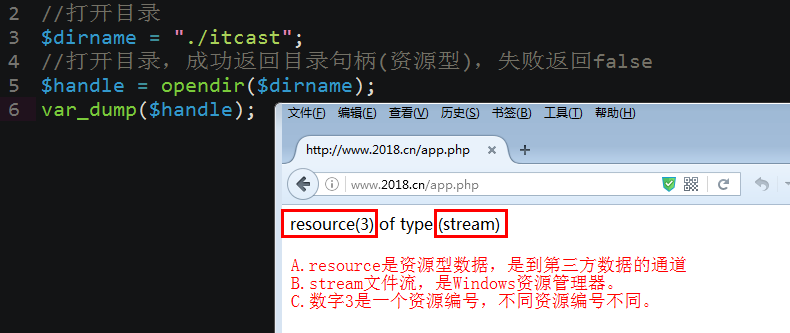 2 //打开目录
3 $dirname = "./itcast";
4 //打开目录，成功返回目录句柄(资源型)，失败返回false
5 $handle = opendir($dirname);
6 var_dump($handle);
文件(F) 编辑(E) 查看(V) 历史(S) 书签(B) 工具(T) 帮助(H)
http://www.2018.cn/app.php × +
www.2018.cn/app.php
resource(3) of type (stream)
A.resource是资源型数据，是到第三方数据的通道
B.stream文件流，是Windows资源管理器。
C.数字3是一个资源编号，不同资源编号不同。